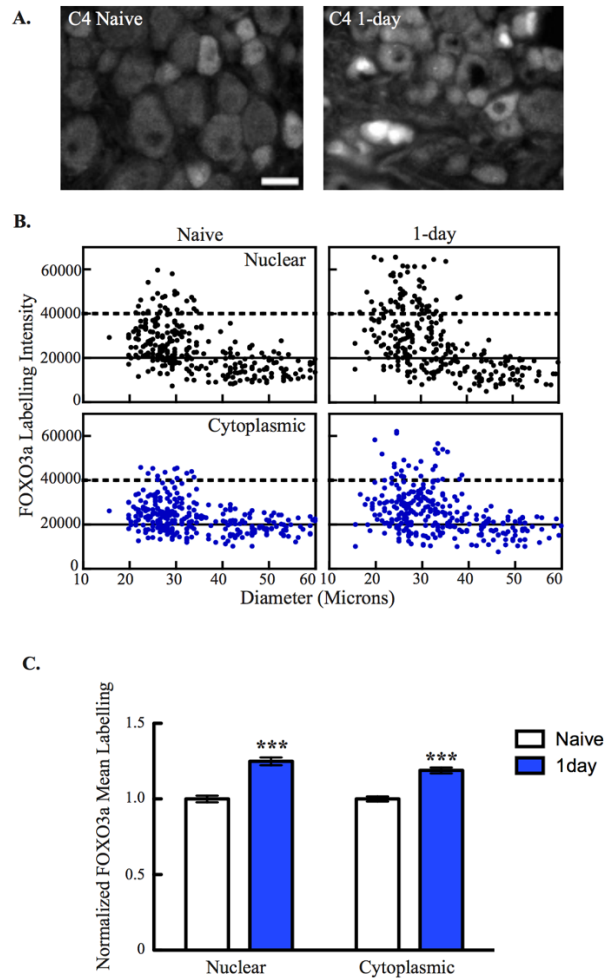 A.
C4 Naive
C4 1-day
B.
Naive
1-day
FOXO3a Labelling Intensity
60000
40000
20000
0
Nuclear
60000
40000
20000
0
Cytoplasmic
10 20 30 40 50 60 10 20 30 40 50 60
Diameter (Microns)
C.
Normalized FOXO3a Mean Labelling
1.5
1.0
0.5
0
***
***
Naive
1day
Nuclear
Cytoplasmic